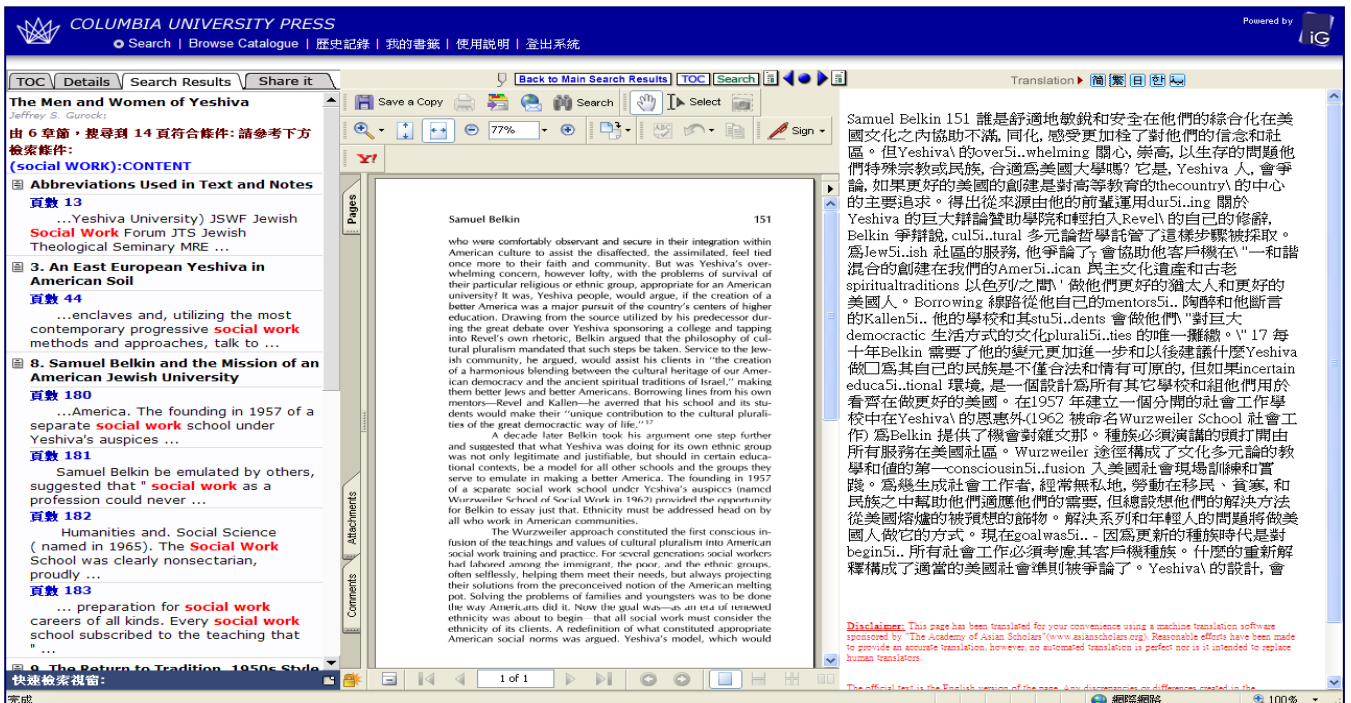 COLUMBIA UNIVERSITY PRESS
Search | Browse Catalogue | 歷史記錄 | 我的書籤 | 使用說明 | 登出系統
Powered by
iG
TOC Details Search Results Share it
Back to Main Search Results TOC Search
Translation 簡 繁 日 한
The Men and Women of Yeshiva
Jeffrey S. Gurock;
由 6 章節，搜尋到 14 頁符合條件: 請參考下方
檢索條件:
(social WORK):CONTENT
Abbreviations Used in Text and Notes
頁數 13
...Yeshiva University) JSWF Jewish
Social Work Forum JTS Jewish
Theological Seminary MRE ...
3. An East European Yeshiva in
American Soil
頁數 44
...enclaves and, utilizing the most
contemporary progressive social work
methods and approaches, talk to ...
8. Samuel Belkin and the Mission of an
American Jewish University
頁數 180
...America. The founding in 1957 of a
separate social work school under
Yeshiva's auspices ...
頁數 181
Samuel Belkin be emulated by others,
suggested that " social work as a
profession could never ...
頁數 182
Humanities and. Social Science
( named in 1965). The Social Work
School was clearly nonsectarian,
proudly ...
頁數 183
... preparation for social work
careers of all kinds. Every social work
school subscribed to the teaching that
" ...
9. The Return to Tradition, 1950s Style
快速檢索視窗:
完成
Save a Copy Search Select
77% Sign
Y!
Pages
Attachments
Comments
Samuel Belkin 151
who were comfortably observant and secure in their integration within
American culture to assist the disaffected, the assimilated, feel tied
once more to their faith and community. But was Yeshiva's over-
whelming concern, however lofty, with the problems of survival of
their particular religious or ethnic group, appropriate for an American
university? It was, Yeshiva people, would argue, if the creation of a
better America was a major pursuit of the country's centers of higher
education. Drawing from the source utilized by his predecessor dur-
ing the great debate over Yeshiva sponsoring a college and tapping
into Revel's own rhetoric, Belkin argued that the philosophy of cul-
tural pluralism mandated that such steps be taken. Service to the Jew-
ish community, he argued, would assist his clients in "the creation
of a harmonious blending between the cultural heritage of our Amer-
ican democracy and the ancient spiritual traditions of Israel," making
them better Jews and better Americans. Borrowing lines from his own
mentors—Revel and Kallen—he averred that his school and its stu-
dents would make their "unique contribution to the cultural plurali-
ties of the great democratic way of life." 17
A decade later Belkin took his argument one step further
and suggested that what Yeshiva was doing for its own ethnic group
was not only legitimate and justifiable, but should in certain educa-
tional contexts, be a model for all other schools and the groups they
serve to emulate in making a better America. The founding in 1957
of a separate social work school under Yeshiva's auspices (named
Wurzweiler School of Social Work in 1962) provided the opportunity
for Belkin to essay just that. Ethnicity must be addressed head on by
all who work in American communities.
The Wurzweiler approach constituted the first conscious in-
fusion of the teachings and values of cultural pluralism into American
social work training and practice. For several generations social workers
had labored among the immigrant, the poor, and the ethnic groups,
often selflessly, helping them meet their needs, but always projecting
their solutions from the preconceived notion of the American melting
pot. Solving the problems of families and youngsters was to be done
the way Americans did it. Now the goal was—as an era of renewed
ethnicity was about to begin—that all social work must consider the
ethnicity of its clients. A redefinition of what constituted appropriate
American social norms was argued. Yeshiva's model, which would
1 of 1
Samuel Belkin 151 誰是舒適地敏銳和安全在他們的綜合化在美
國文化之內協助不滿, 同化, 感受更加栓了對他們的信念和社
區。但Yeshiva\ 的over5i..whelming 關心, 崇高, 以生存的問題他
們特殊宗教或民族, 合適爲美國大學嗎? 它是, Yeshiva 人, 會爭
論, 如果更好的美國的創建是對高等教育的thecountry\ 的中心
的主要追求。得出從來源由他的前輩運用dur5i..ing 關於
Yeshiva 的巨大辯論贊助學院和輕拍入Revel\ 的自己的修辭,
Belkin 爭辯說, cul5i..tural 多元論哲學託管了這樣步驟被採取。
爲Jew5i..ish 社區的服務, 他爭論了, 會協助他客戶機在\ "一和諧
混合的創建在我們的Amer5i..ican 民主文化遺產和古老
spiritualtraditions 以色列/之間\ ' 做他們更好的猶太人和更好的
美國人。Borrowing 線路從他自己的mentors5i.. 陶醉和他斷言
的Kallen5i.. 他的學校和其stu5i..dents 會做他們\ "對巨大
democratic 生活方式的文化plurali5i..ties 的唯一攤繳。\" 17 每
十年Belkin 需要了他的變元更加進一步和以後建議什麼Yeshiva
做□爲其自己的民族是不僅合法和情有可原的, 但如果incertain
educa5i..tional 環境, 是一個設計爲所有其它學校和組他們用於
看齊在做更好的美國。在1957 年建立一個分開的社會工作學
校中在Yeshiva\ 的恩惠外(1962 被命名Wurzweiler School 社會工
作) 爲Belkin 提供了機會對雜文那。種族必須演講的頭打開由
所有服務在美國社區。Wurzweiler 途徑構成了文化多元論的教
學和値的第一consciousin5i..fusion 入美國社會現場訓練和實
踐。爲幾生成社會工作者, 經常無私地, 勞動在移民、貧寒, 和
民族之中幫助他們適應他們的需要, 但總設想他們的解決方法
從美國熔爐的被預想的飾物。解決系列和年輕人的問題將做美
國人做它的方式。現在goalwas5i.. - 因爲更新的種族時代是對
begin5i.. 所有社會工作必須考慮其客戶機種族。什麼的重新解
釋構成了適當的美國社會準則被爭論了。Yeshiva\ 的設計, 會
Disclaimer: This page has been translated for your convenience using a machine translation software
sponsored by "The Academy of Asian Scholars"(www.asianscholars.org). Reasonable efforts have been made
to provide an accurate translation, however, no automated translation is perfect nor is it intended to replace
human translators.
The official text is the English version of the page. Any discrepancies or differences created in the
網際網路 100%